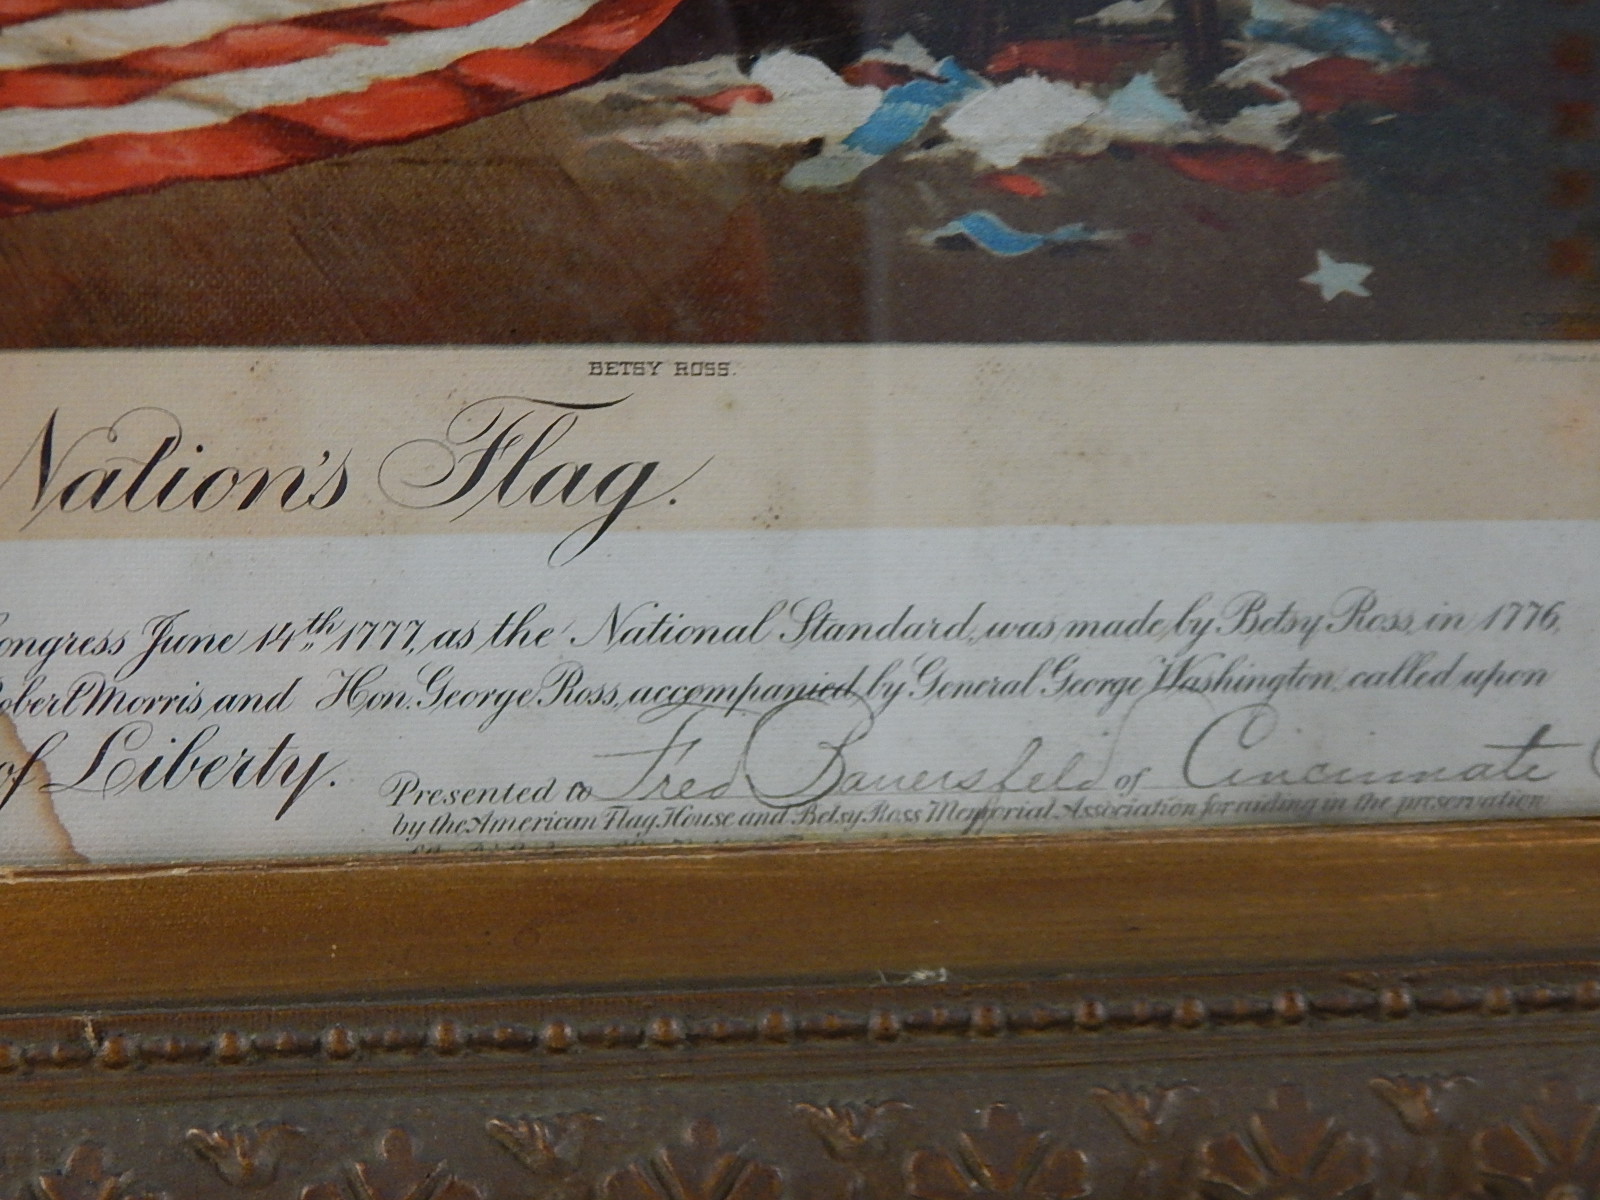 BETSY ROSS.
Nation's Flag.
ongress June 14th 1777, as the National Standard, was made by Betsy Ross, in 1776,
obert Morris and Hon. George Ross, accompanied by General George Washington, called upon
of Liberty.
Presented to Fred Bauersfeld of Cincinnati
by the American Flag House and Betsy Ross Memorial Association for aiding in the preservation